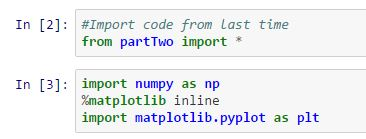 In [2]: #Import code from last time
from partTwo import *
In [3]: import numpy as np
%matplotlib inline
import matplotlib.pyplot as plt